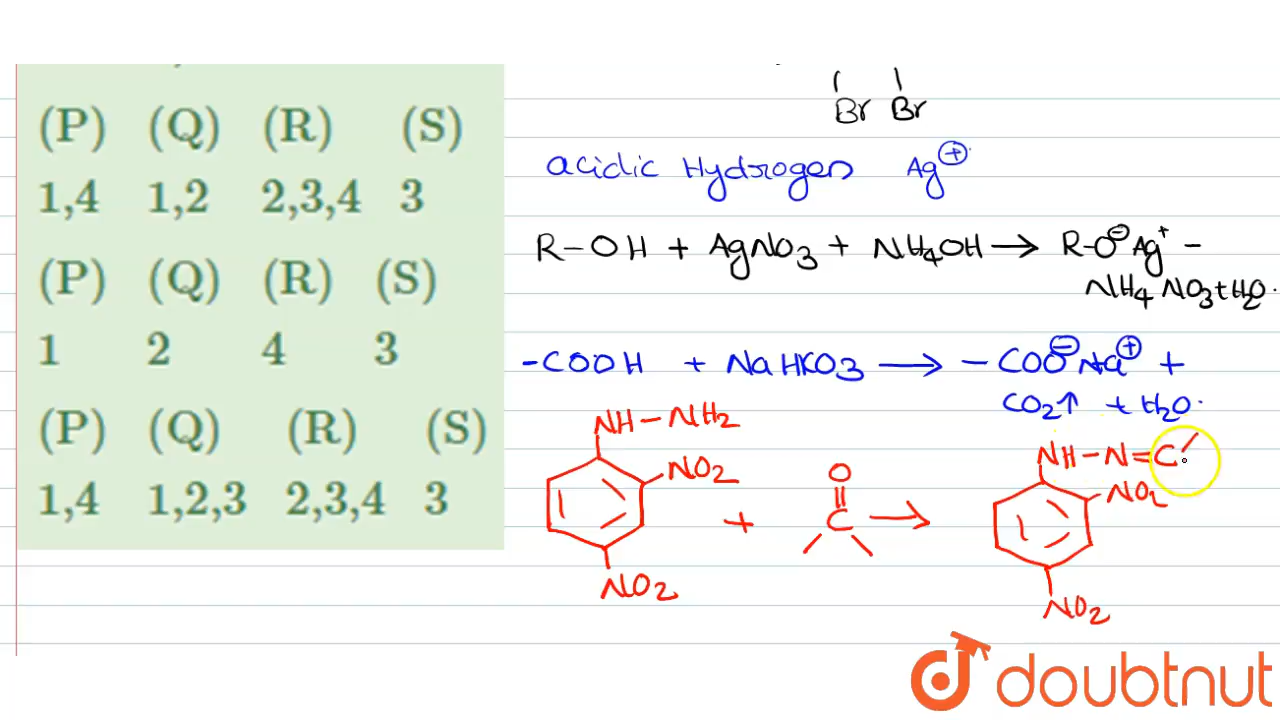 (P) (Q) (R) (S)
1,4 1,2 2,3,4 3
(P) (Q) (R) (S)
1 2 4 3
(P) (Q) (R) (S)
1,4 1,2,3 2,3,4 3
Br Br
acidic Hydrogen Ag⊕
R-OH + AgNO3 + NH4OH → R-O⊖Ag+ -
NH4NO3+H2O.
-COOH + NaHCO3 → -COO⊖Na⊕ +
CO2↑ + H2O.
NH-NH2
NO2
NO2
+
O
C
→
NH-N=C
NO2
NO2
doubtnut